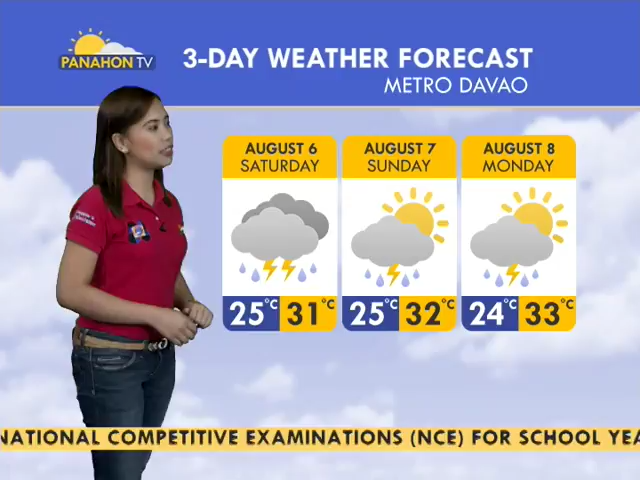 PANAHON TV
3-DAY WEATHER FORECAST
METRO DAVAO
AUGUST 6
SATURDAY
25°C 31°C
AUGUST 7
SUNDAY
25°C 32°C
AUGUST 8
MONDAY
24°C 33°C
NATIONAL COMPETITIVE EXAMINATIONS (NCE) FOR SCHOOL YEA